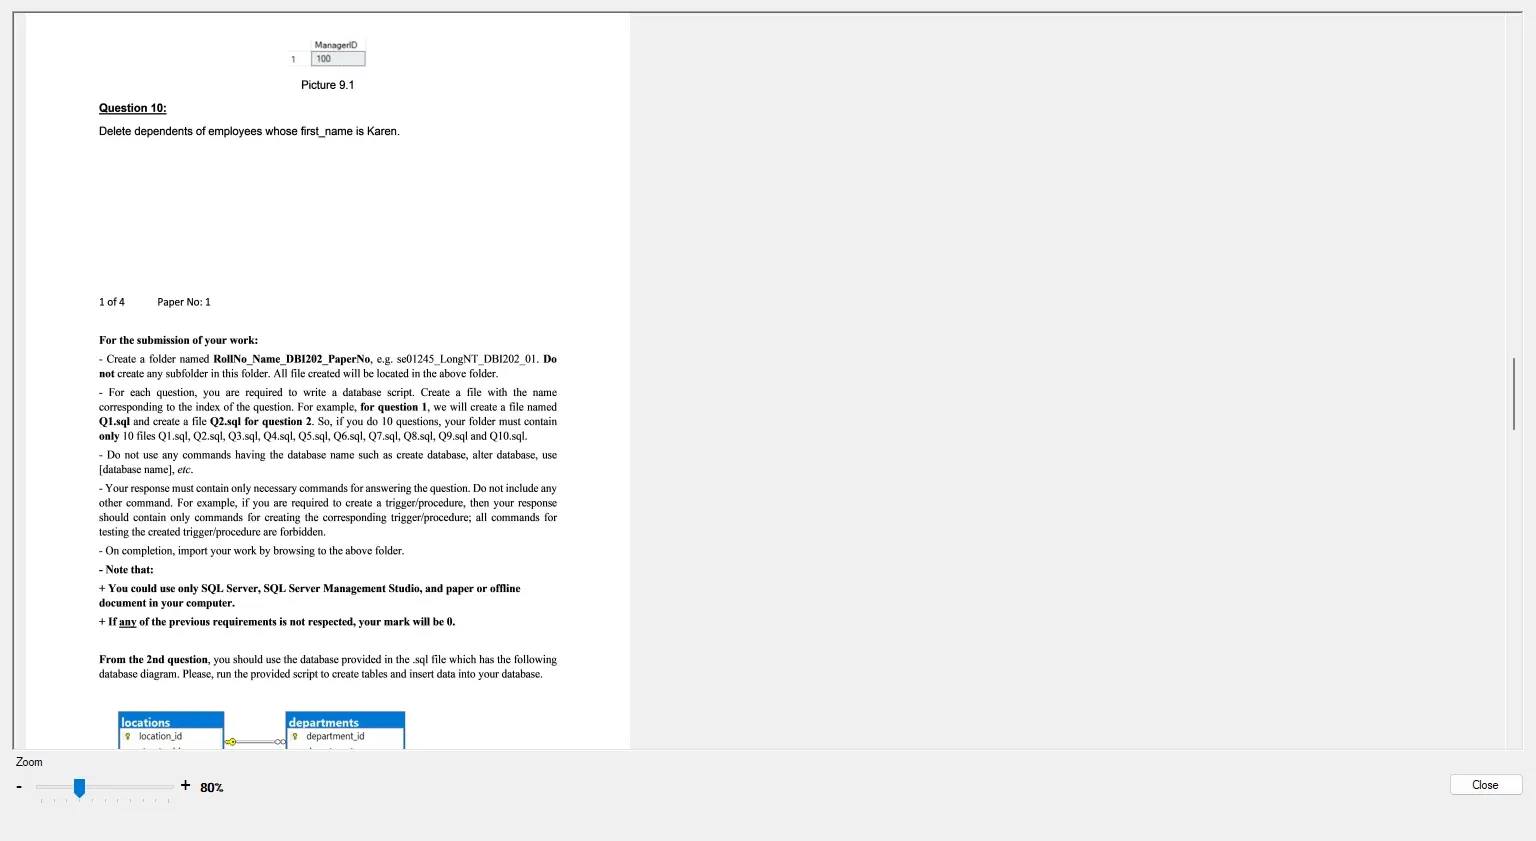 ManagerID
1 100
Picture 9.1
Question 10:
Delete dependents of employees whose first_name is Karen.
1 of 4 Paper No: 1
For the submission of your work:
- Create a folder named RollNo_Name_DBI202_PaperNo, e.g. se01245_LongNT_DBI202_01. Do
not create any subfolder in this folder. All file created will be located in the above folder.
- For each question, you are required to write a database script. Create a file with the name
corresponding to the index of the question. For example, for question 1, we will create a file named
Q1.sql and create a file Q2.sql for question 2. So, if you do 10 questions, your folder must contain
only 10 files Q1.sql, Q2.sql, Q3.sql, Q4.sql, Q5.sql, Q6.sql, Q7.sql, Q8.sql, Q9.sql and Q10.sql.
- Do not use any commands having the database name such as create database, alter database, use
[database name], etc.
- Your response must contain only necessary commands for answering the question. Do not include any
other command. For example, if you are required to create a trigger/procedure, then your response
should contain only commands for creating the corresponding trigger/procedure; all commands for
testing the created trigger/procedure are forbidden.
- On completion, import your work by browsing to the above folder.
- Note that:
+ You could use only SQL Server, SQL Server Management Studio, and paper or offline
document in your computer.
+ If any of the previous requirements is not respected, your mark will be 0.
From the 2nd question, you should use the database provided in the .sql file which has the following
database diagram. Please, run the provided script to create tables and insert data into your database.
locations departments
location_id department_id
Zoom
- + 80%
Close